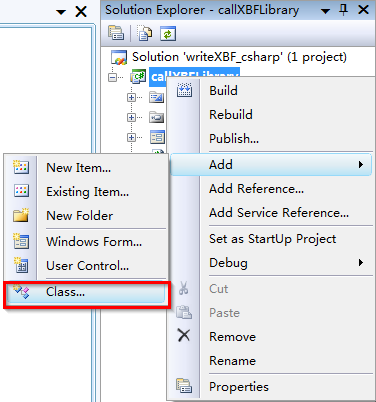 Solution Explorer - callXBFLibrary
Solution 'writeXBF_csharp' (1 project)
callXBFLibrary
Build
Rebuild
Publish...
Add
Add Reference...
Add Service Reference...
Set as StartUp Project
Debug
Cut
Paste
Remove
Rename
Properties
New Item...
Existing Item...
New Folder
Windows Form...
User Control...
Class...